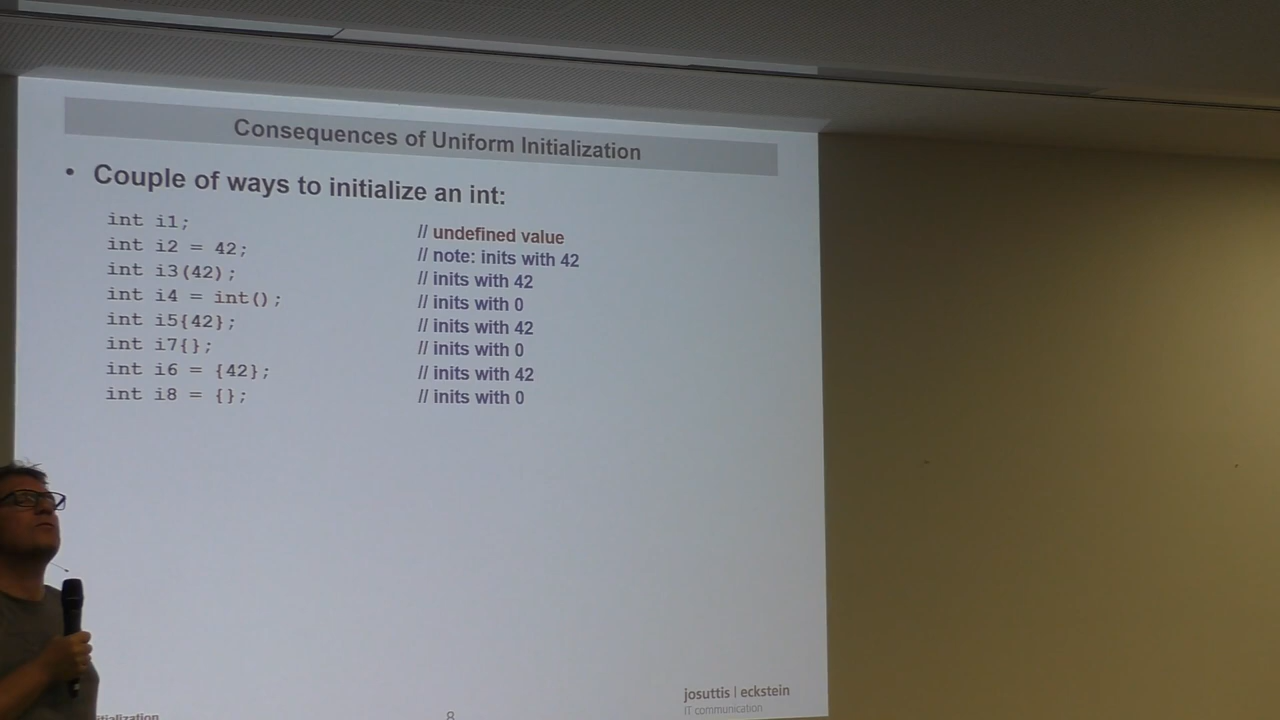 Consequences of Uniform Initialization
• Couple of ways to initialize an int:
int i1; // undefined value
int i2 = 42; // note: inits with 42
int i3(42); // inits with 42
int i4 = int(); // inits with 0
int i5{42}; // inits with 42
int i7{}; // inits with 0
int i6 = {42}; // inits with 42
int i8 = {}; // inits with 0
josuttis | eckstein
IT communication
8